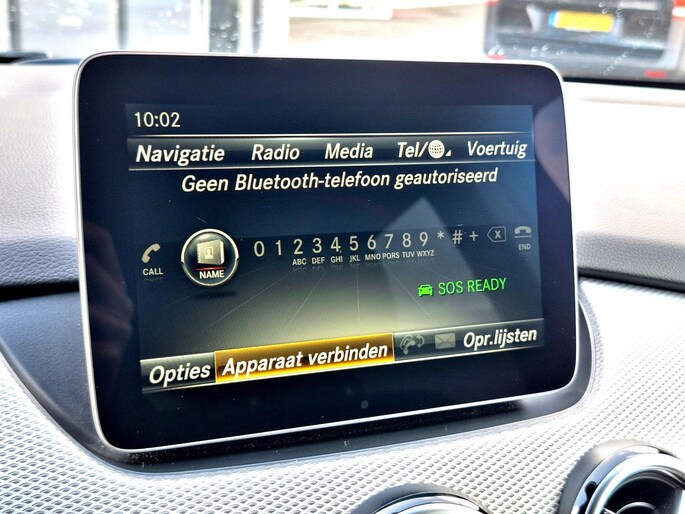 10:02
Navigatie Radio Media Tel/ Voertuig
Geen Bluetooth-telefoon geautoriseerd
CALL NAME 0 1 2 3 4 5 6 7 8 9 * # + END
ABC DEF GHI JKL MNO PQRS TUV WXYZ
SOS READY
Opties Apparaat verbinden Opr.lijsten